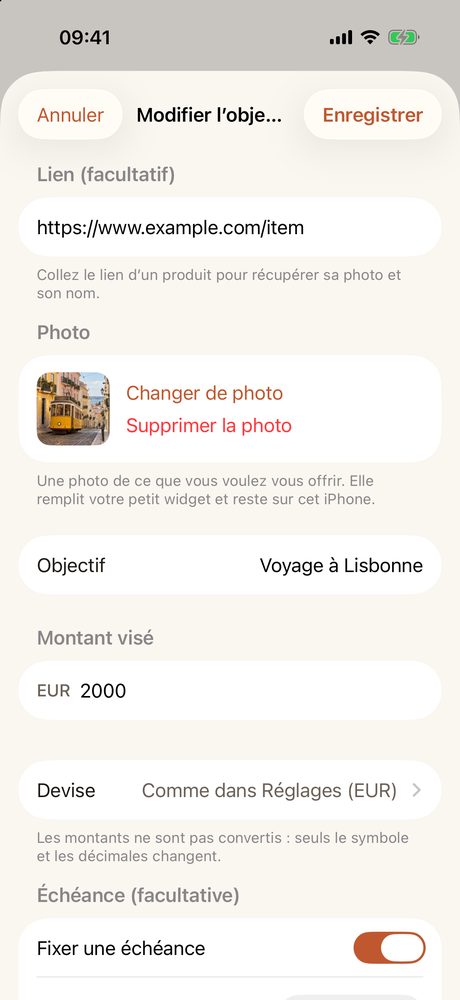 09:41
Annuler
Modifier l’obje...
Enregistrer
Lien (facultatif)
https://www.example.com/item
Collez le lien d’un produit pour récupérer sa photo et
son nom.
Photo
Changer de photo
Supprimer la photo
Une photo de ce que vous voulez vous offrir. Elle
remplit votre petit widget et reste sur cet iPhone.
Objectif
Voyage à Lisbonne
Montant visé
EUR 2000
Devise
Comme dans Réglages (EUR)
Les montants ne sont pas convertis : seuls le symbole
et les décimales changent.
Échéance (facultative)
Fixer une échéance